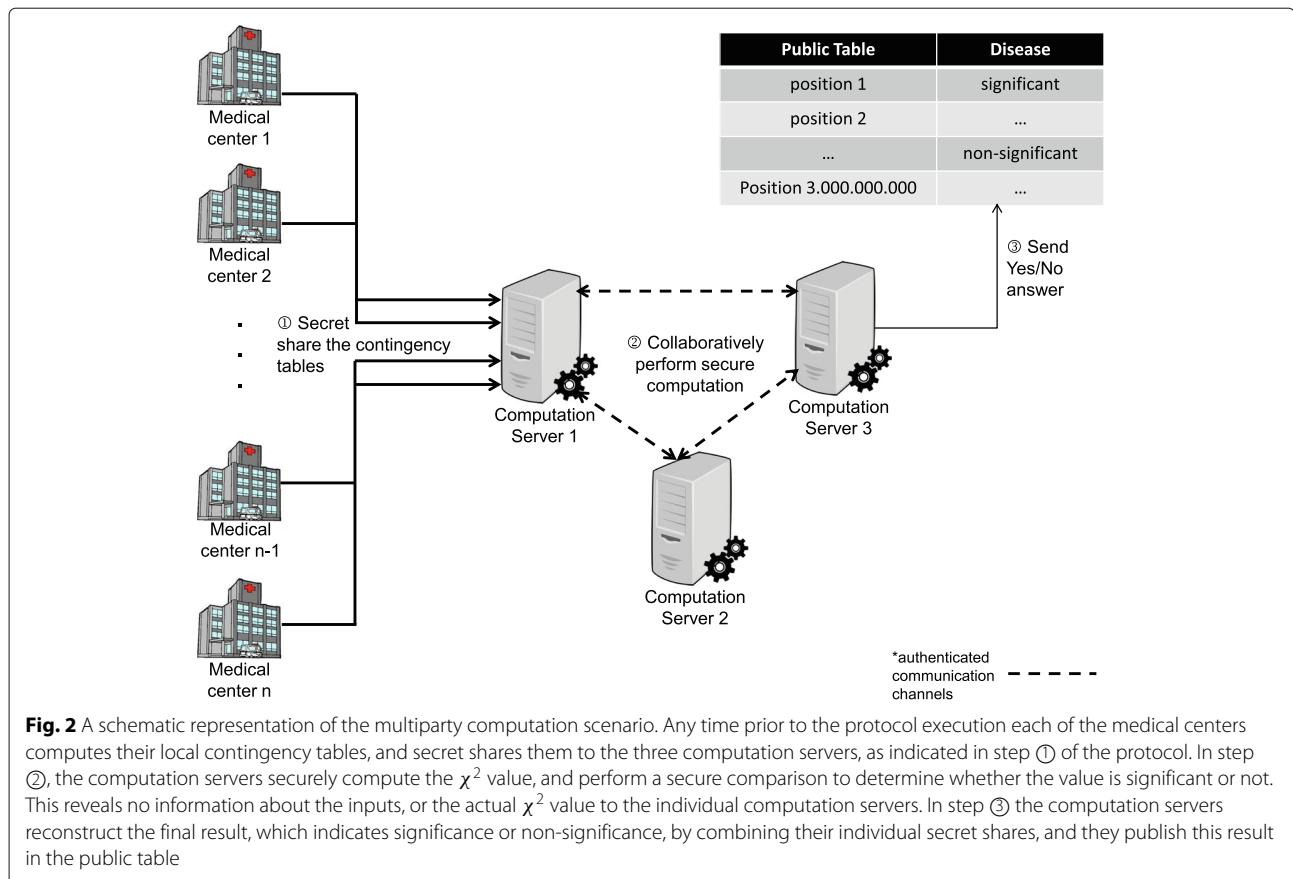 Medical
center 1
Medical
center 2
① Secret
share the contingency
tables
Medical
center n-1
Medical
center n
Computation
Server 1
② Collaboratively
perform secure
computation
Computation
Server 2
Computation
Server 3
③ Send
Yes/No
answer
Public Table Disease
position 1 significant
position 2 ...
... non-significant
Position 3.000.000.000 ...
*authenticated
communication
channels
Fig. 2 A schematic representation of the multiparty computation scenario. Any time prior to the protocol execution each of the medical centers
computes their local contingency tables, and secret shares them to the three computation servers, as indicated in step ① of the protocol. In step
②, the computation servers securely compute the χ² value, and perform a secure comparison to determine whether the value is significant or not.
This reveals no information about the inputs, or the actual χ² value to the individual computation servers. In step ③ the computation servers
reconstruct the final result, which indicates significance or non-significance, by combining their individual secret shares, and they publish this result
in the public table